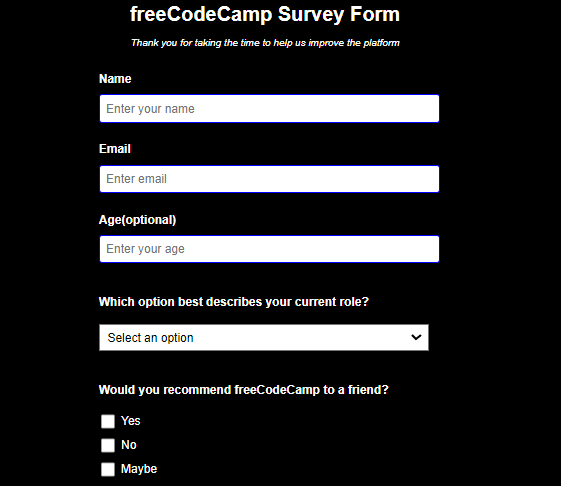 freeCodeCamp Survey Form
Thank you for taking the time to help us improve the platform
Name
Enter your name
Email
Enter email
Age(optional)
Enter your age
Which option best describes your current role?
Select an option
Would you recommend freeCodeCamp to a friend?
Yes
No
Maybe